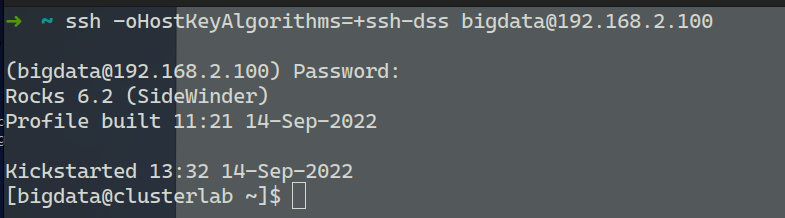 ➜ ~ ssh -oHostKeyAlgorithms=+ssh-dss bigdata@192.168.2.100
(bigdata@192.168.2.100) Password:
Rocks 6.2 (SideWinder)
Profile built 11:21 14-Sep-2022
Kickstarted 13:32 14-Sep-2022
[bigdata@clusterlab ~]$